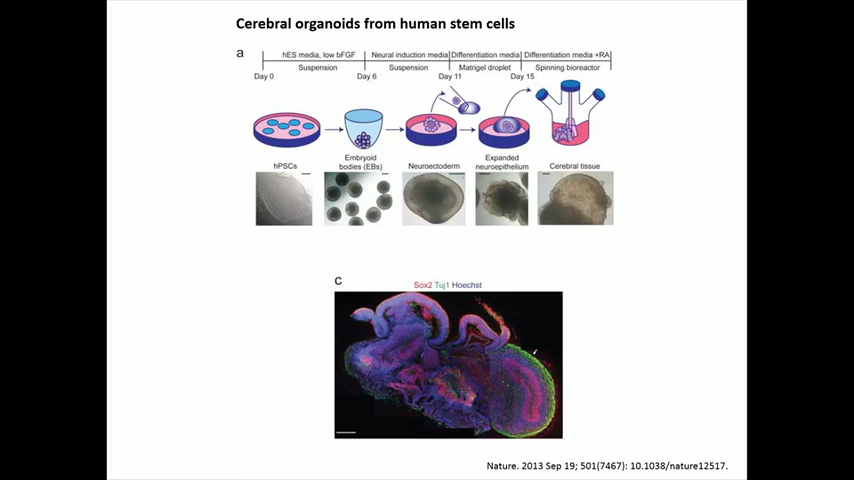 Cerebral organoids from human stem cells
a
hES media, low bFGF Neural induction media Differentiation media Differentiation media +RA
Suspension Suspension Matrigel droplet Spinning bioreactor
Day 0 Day 6 Day 11 Day 15
hPSCs Embryoid bodies (EBs) Neuroectoderm Expanded neuroepithelium Cerebral tissue
c
Sox2 Tuj1 Hoechst
Nature. 2013 Sep 19; 501(7467): 10.1038/nature12517.